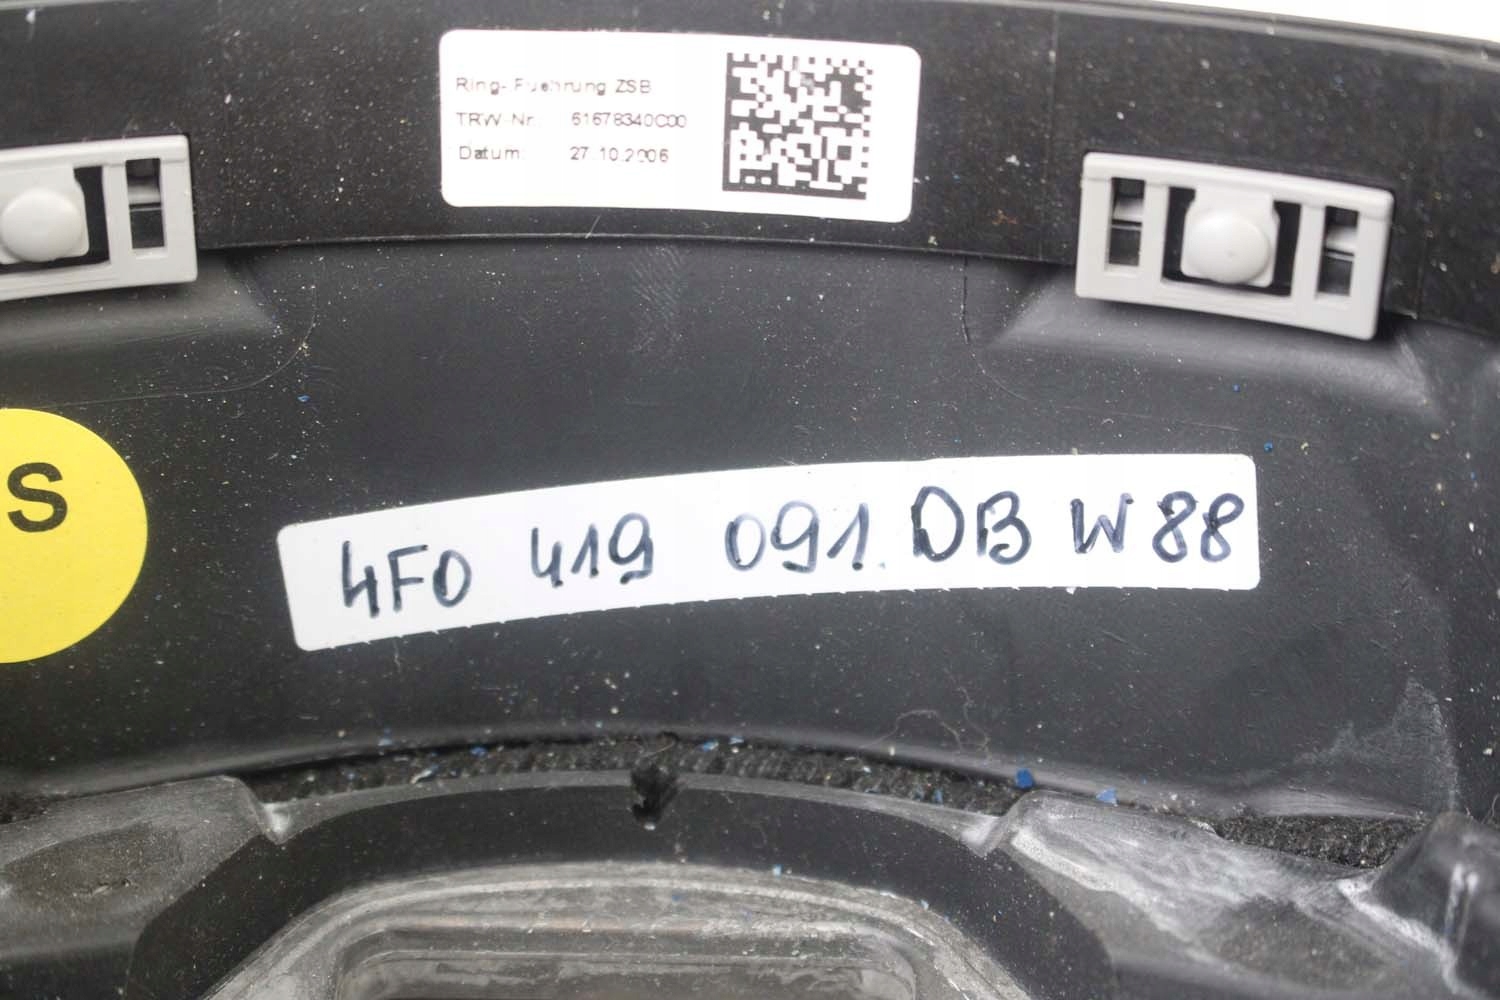 Ring-Fuehrung ZSB
TRW-Nr.: 61678340C00
Datum: 27.10.2006
S
4F0 419 091 DB W88